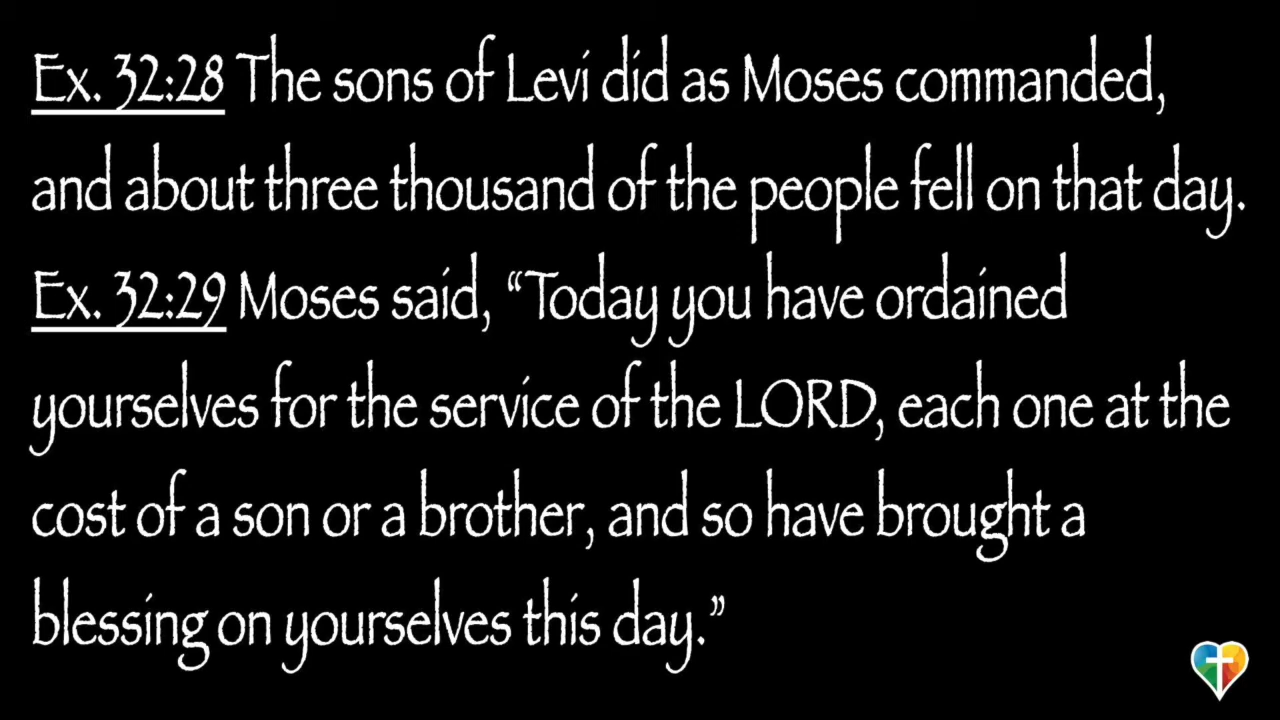 Ex. 32:28 The sons of Levi did as Moses commanded,
and about three thousand of the people fell on that day.
Ex. 32:29 Moses said, “Today you have ordained
yourselves for the service of the LORD, each one at the
cost of a son or a brother, and so have brought a
blessing on yourselves this day.”